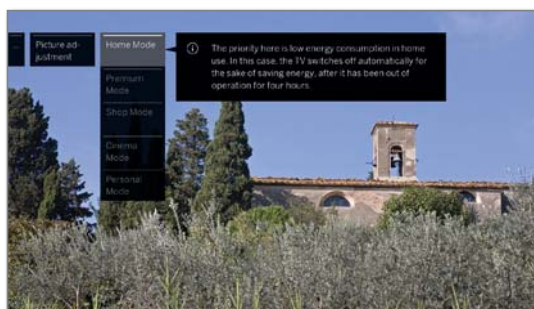 ...
Picture ad-
justment
Home Mode
Premium
Mode
Shop Mode
Cinema
Mode
Personal
Mode
The priority here is low energy consumption in home
use. In this case, the TV switches off automatically for
the sake of saving energy, after it has been out of
operation for four hours.